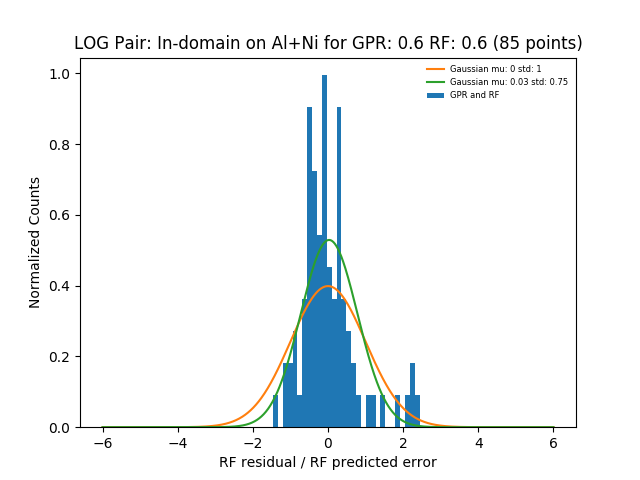 LOG Pair: In-domain on Al+Ni for GPR: 0.6 RF: 0.6 (85 points)
Gaussian mu: 0 std: 1
Gaussian mu: 0.03 std: 0.75
GPR and RF
Normalized Counts
1.0
0.8
0.6
0.4
0.2
0.0
−6
−4
−2
0
2
4
6
RF residual / RF predicted error